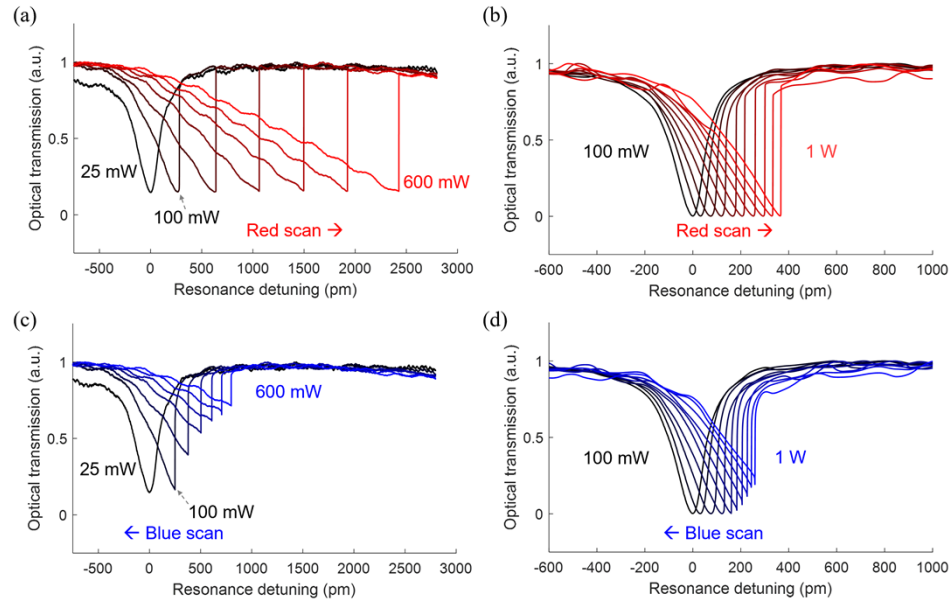 (a)
Optical transmission (a.u.)
1
0.5
0
25 mW
100 mW
600 mW
Red scan →
-500 0 500 1000 1500 2000 2500 3000
Resonance detuning (pm)
(b)
Optical transmission (a.u.)
1
0.5
0
100 mW
1 W
Red scan →
-600 -400 -200 0 200 400 600 800 1000
Resonance detuning (pm)
(c)
Optical transmission (a.u.)
1
0.5
0
600 mW
25 mW
100 mW
← Blue scan
-500 0 500 1000 1500 2000 2500 3000
Resonance detuning (pm)
(d)
Optical transmission (a.u.)
1
0.5
0
100 mW
1 W
← Blue scan
-600 -400 -200 0 200 400 600 800 1000
Resonance detuning (pm)